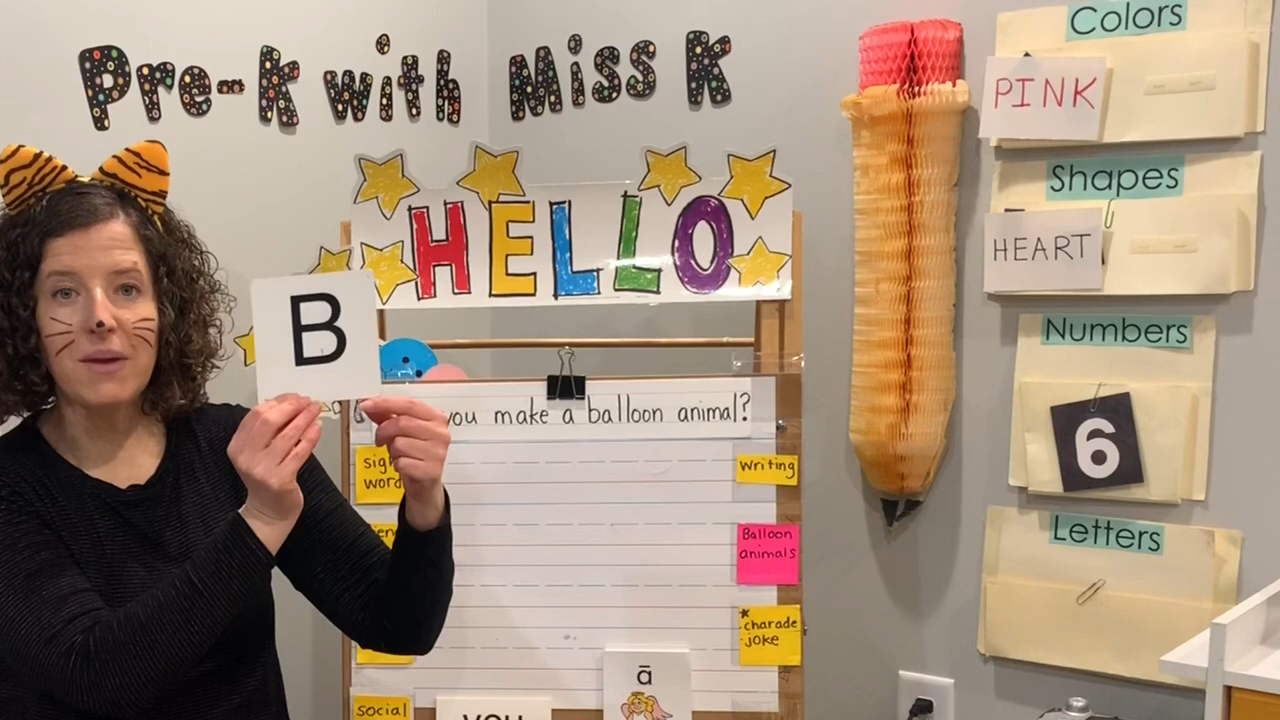 Pre-K with Miss K
HELLO
B
you make a balloon animal?
sight
word
Writing
Balloon
animals
charade
joke
social
you
ā
Colors
PINK
Shapes
HEART
Numbers
6
Letters